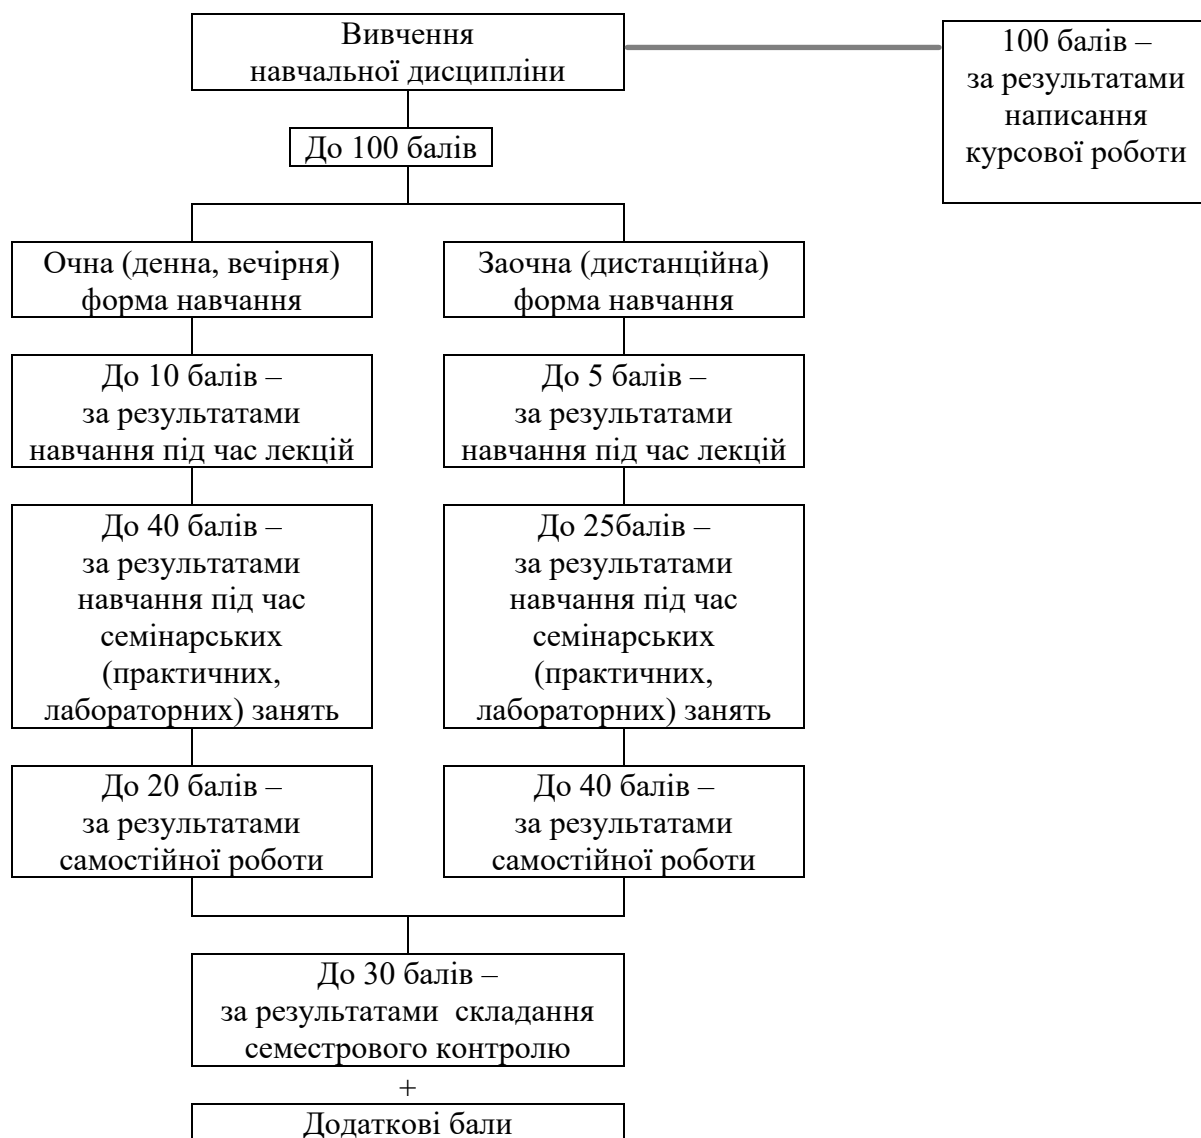 Вивчення
навчальної дисципліни
100 балів –
за результатами
написання
курсової роботи
До 100 балів
Очна (денна, вечірня)
форма навчання
Заочна (дистанційна)
форма навчання
До 10 балів –
за результатами
навчання під час лекцій
До 5 балів –
за результатами
навчання під час лекцій
До 40 балів –
за результатами
навчання під час
семінарських
(практичних,
лабораторних) занять
До 25балів –
за результатами
навчання під час
семінарських
(практичних,
лабораторних) занять
До 20 балів –
за результатами
самостійної роботи
До 40 балів –
за результатами
самостійної роботи
До 30 балів –
за результатами  складання
семестрового контролю
+
Додаткові бали